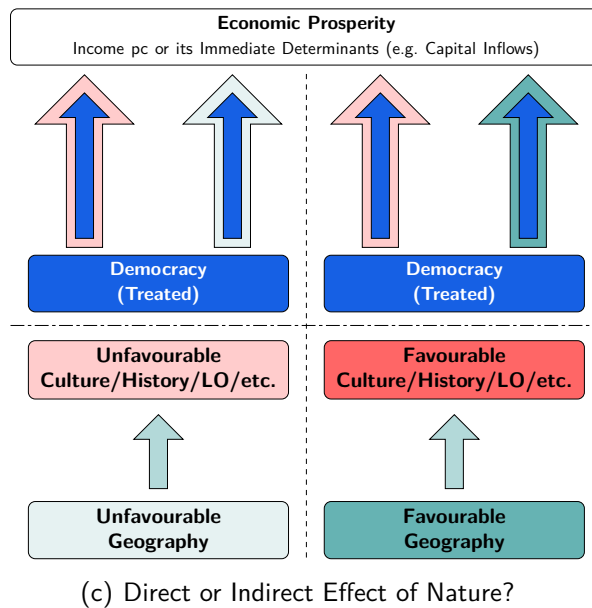 Economic Prosperity
Income pc or its Immediate Determinants (e.g. Capital Inflows)
Democracy
(Treated)
Democracy
(Treated)
Unfavourable
Culture/History/LO/etc.
Favourable
Culture/History/LO/etc.
Unfavourable
Geography
Favourable
Geography
(c) Direct or Indirect Effect of Nature?